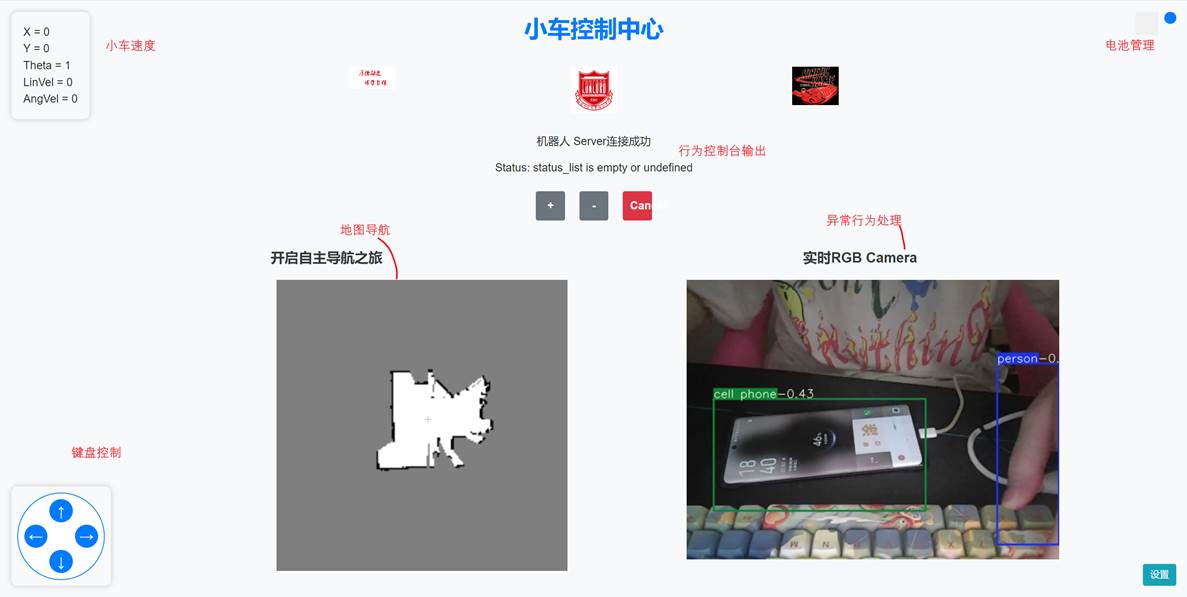 小车控制中心
X = 0
Y = 0
Theta = 1
LinVel = 0
AngVel = 0
小车速度
电池管理
机器人 Server连接成功
行为控制台输出
Status: status_list is empty or undefined
+
-
Can
地图导航
异常行为处理
开启自主导航之旅
实时RGB Camera
person-0.
cell phone-0.43
46%
18
40
键盘控制
↑
←
→
↓
设置